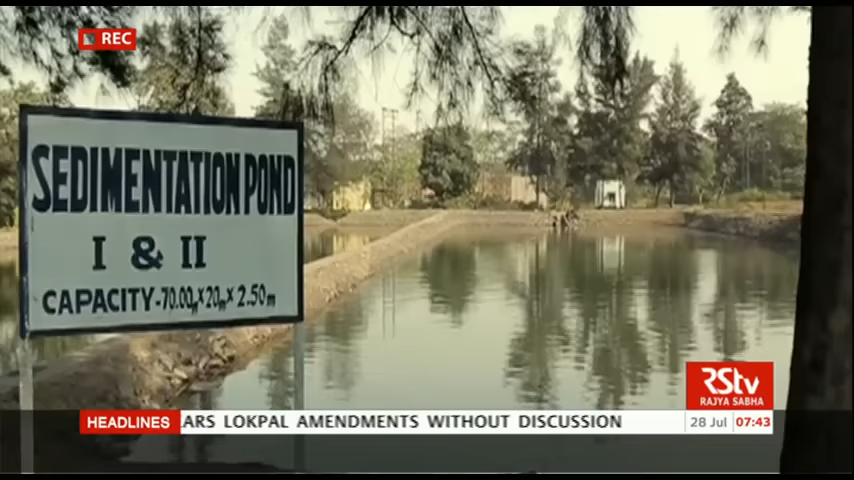 REC
SEDIMENTATION POND
I & II
CAPACITY-70.00m x 20m x 2.50m
RStv
RAJYA SABHA
HEADLINES ARS LOKPAL AMENDMENTS WITHOUT DISCUSSION 28 Jul 07:43